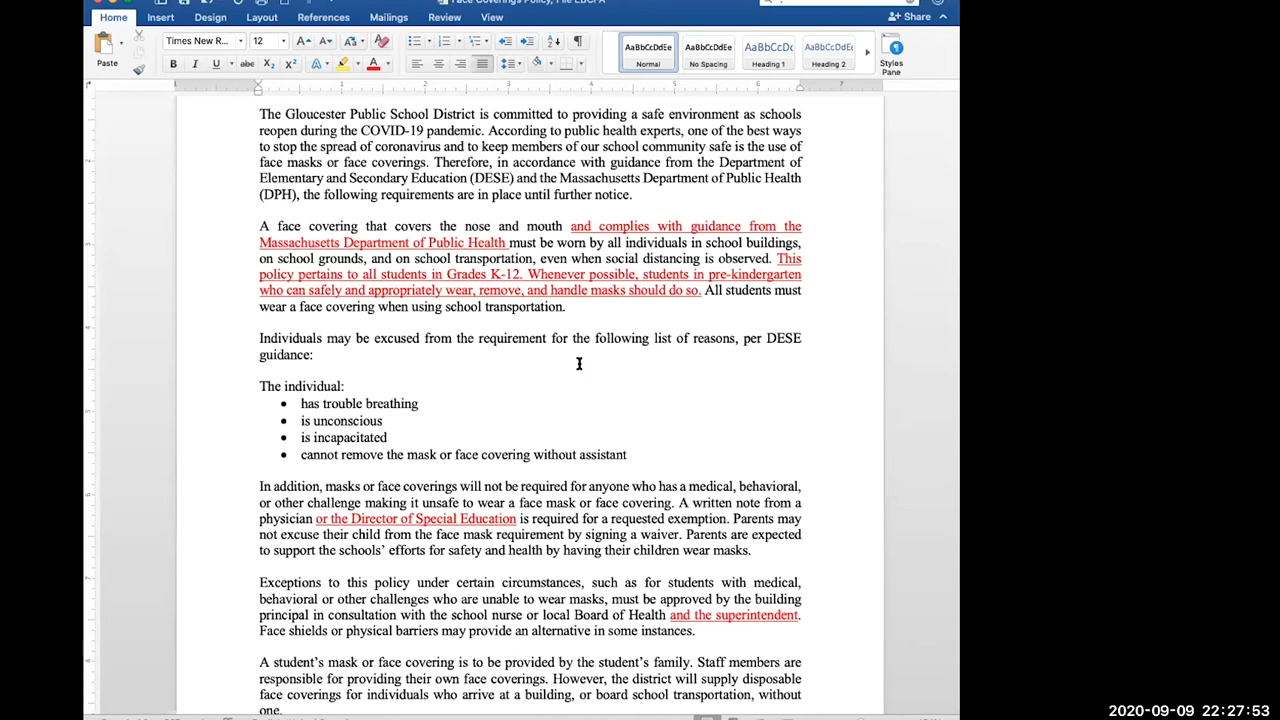 Face Coverings Policy, File EBCFA
Home Insert Design Layout References Mailings Review View Share
Times New R... 12
Paste
AaBbCcDdEe AaBbCcDdEe AaBbCcDc AaBbCcDdEe
Normal No Spacing Heading 1 Heading 2 Styles Pane
1 2 3 4 5 6 7
The Gloucester Public School District is committed to providing a safe environment as schools
reopen during the COVID-19 pandemic. According to public health experts, one of the best ways
to stop the spread of coronavirus and to keep members of our school community safe is the use of
face masks or face coverings. Therefore, in accordance with guidance from the Department of
Elementary and Secondary Education (DESE) and the Massachusetts Department of Public Health
(DPH), the following requirements are in place until further notice.
A face covering that covers the nose and mouth and complies with guidance from the
Massachusetts Department of Public Health must be worn by all individuals in school buildings,
on school grounds, and on school transportation, even when social distancing is observed. This
policy pertains to all students in Grades K-12. Whenever possible, students in pre-kindergarten
who can safely and appropriately wear, remove, and handle masks should do so. All students must
wear a face covering when using school transportation.
Individuals may be excused from the requirement for the following list of reasons, per DESE
guidance:
The individual:
• has trouble breathing
• is unconscious
• is incapacitated
• cannot remove the mask or face covering without assistant
In addition, masks or face coverings will not be required for anyone who has a medical, behavioral,
or other challenge making it unsafe to wear a face mask or face covering. A written note from a
physician or the Director of Special Education is required for a requested exemption. Parents may
not excuse their child from the face mask requirement by signing a waiver. Parents are expected
to support the schools' efforts for safety and health by having their children wear masks.
Exceptions to this policy under certain circumstances, such as for students with medical,
behavioral or other challenges who are unable to wear masks, must be approved by the building
principal in consultation with the school nurse or local Board of Health and the superintendent.
Face shields or physical barriers may provide an alternative in some instances.
A student's mask or face covering is to be provided by the student's family. Staff members are
responsible for providing their own face coverings. However, the district will supply disposable
face coverings for individuals who arrive at a building, or board school transportation, without
one.
2020-09-09 22:27:53